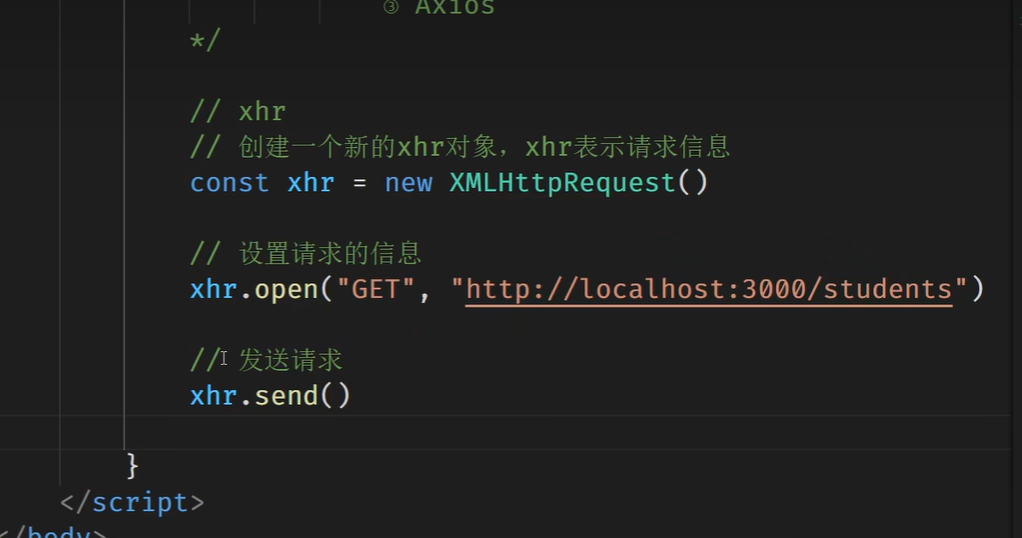 ③ Axios
*/
// xhr
// 创建一个新的xhr对象，xhr表示请求信息
const xhr = new XMLHttpRequest()
// 设置请求的信息
xhr.open("GET", "http://localhost:3000/students")
// 发送请求
xhr.send()
}
</script>
</body>